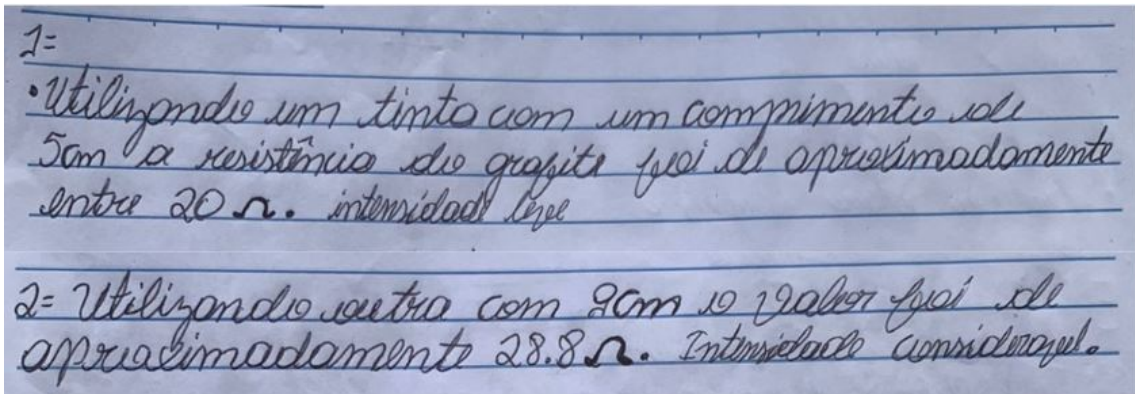 1=
•Utilizando um tinta com um comprimento de
5cm a resistência do grafite foi de aproximadamente
entre 20 Ω. intensidade leve
2= Utilizando outra com 9cm o valor foi de
aproximadamente 28.8 Ω. Intensidade consideravel.